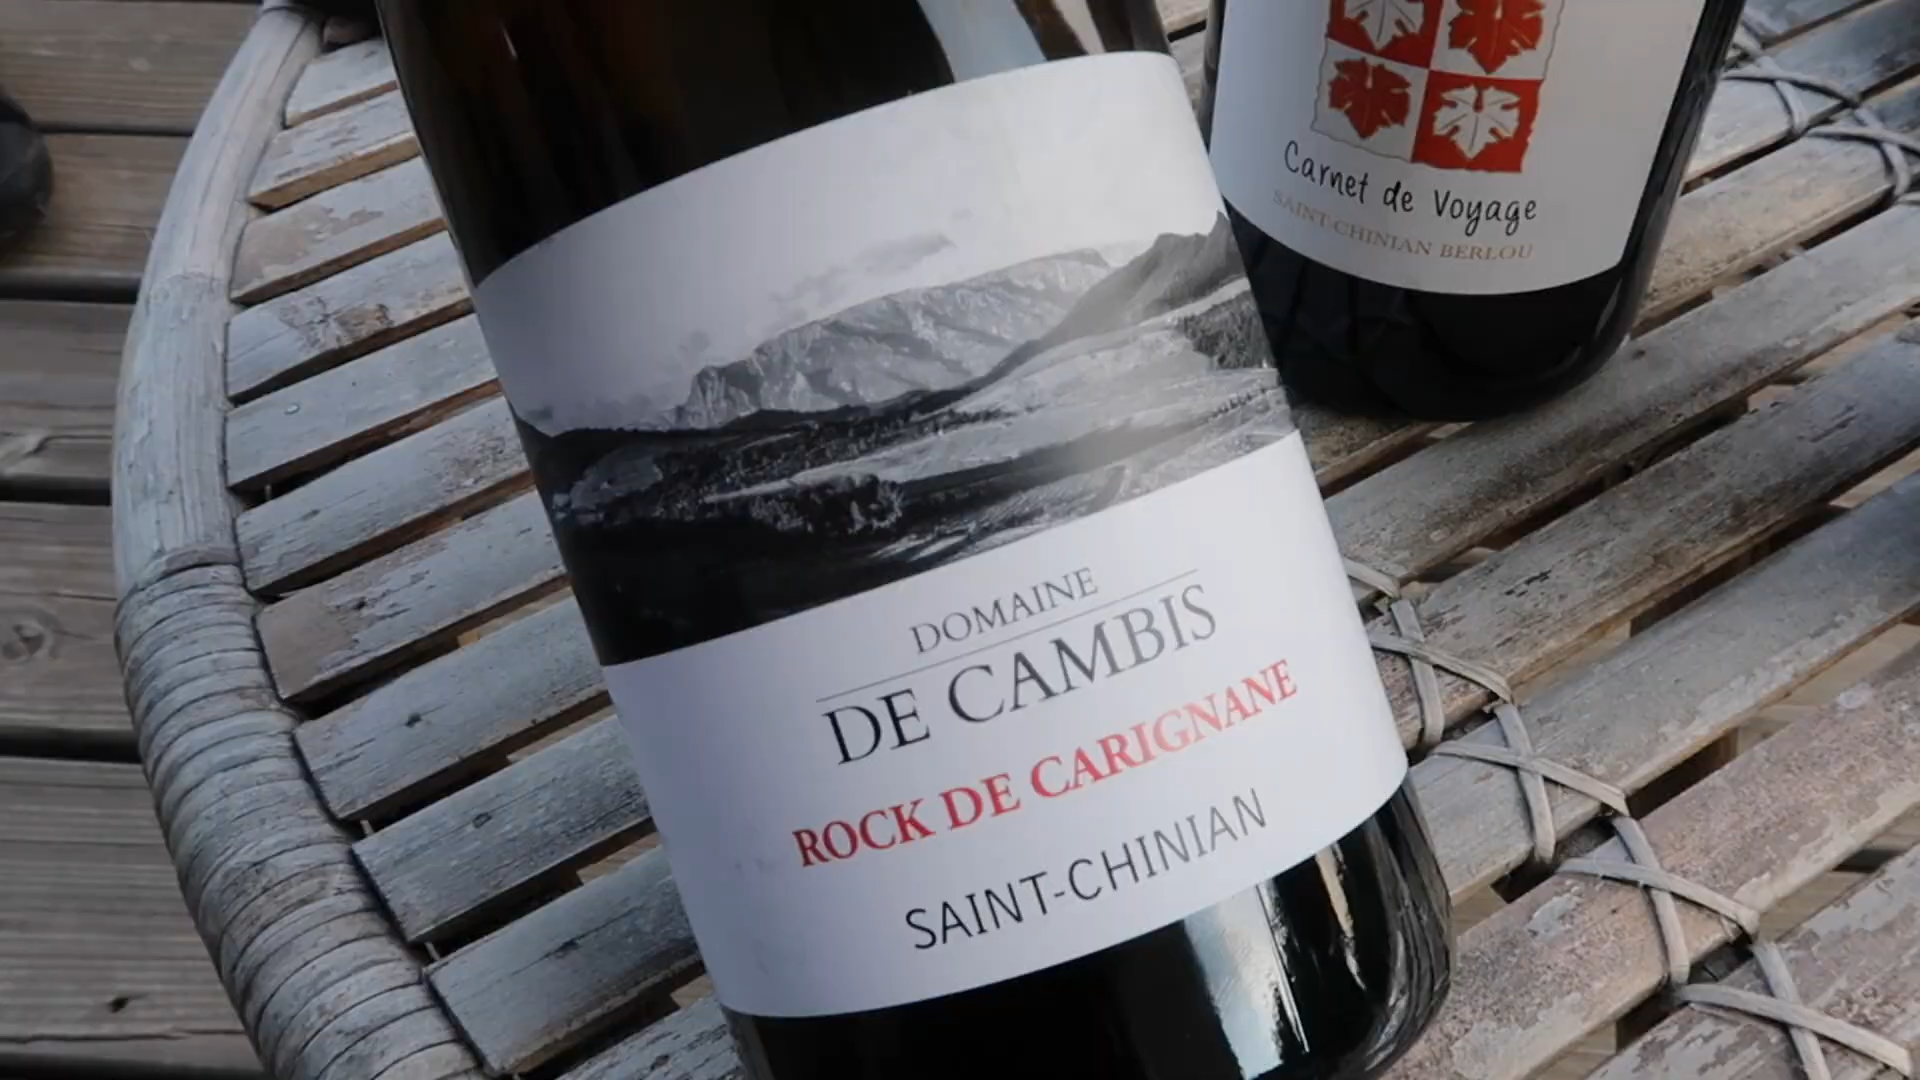 DOMAINE
DE CAMBIS
ROCK DE CARIGNANE
SAINT-CHINIAN
Carnet de Voyage
SAINT-CHINIAN BERLOU